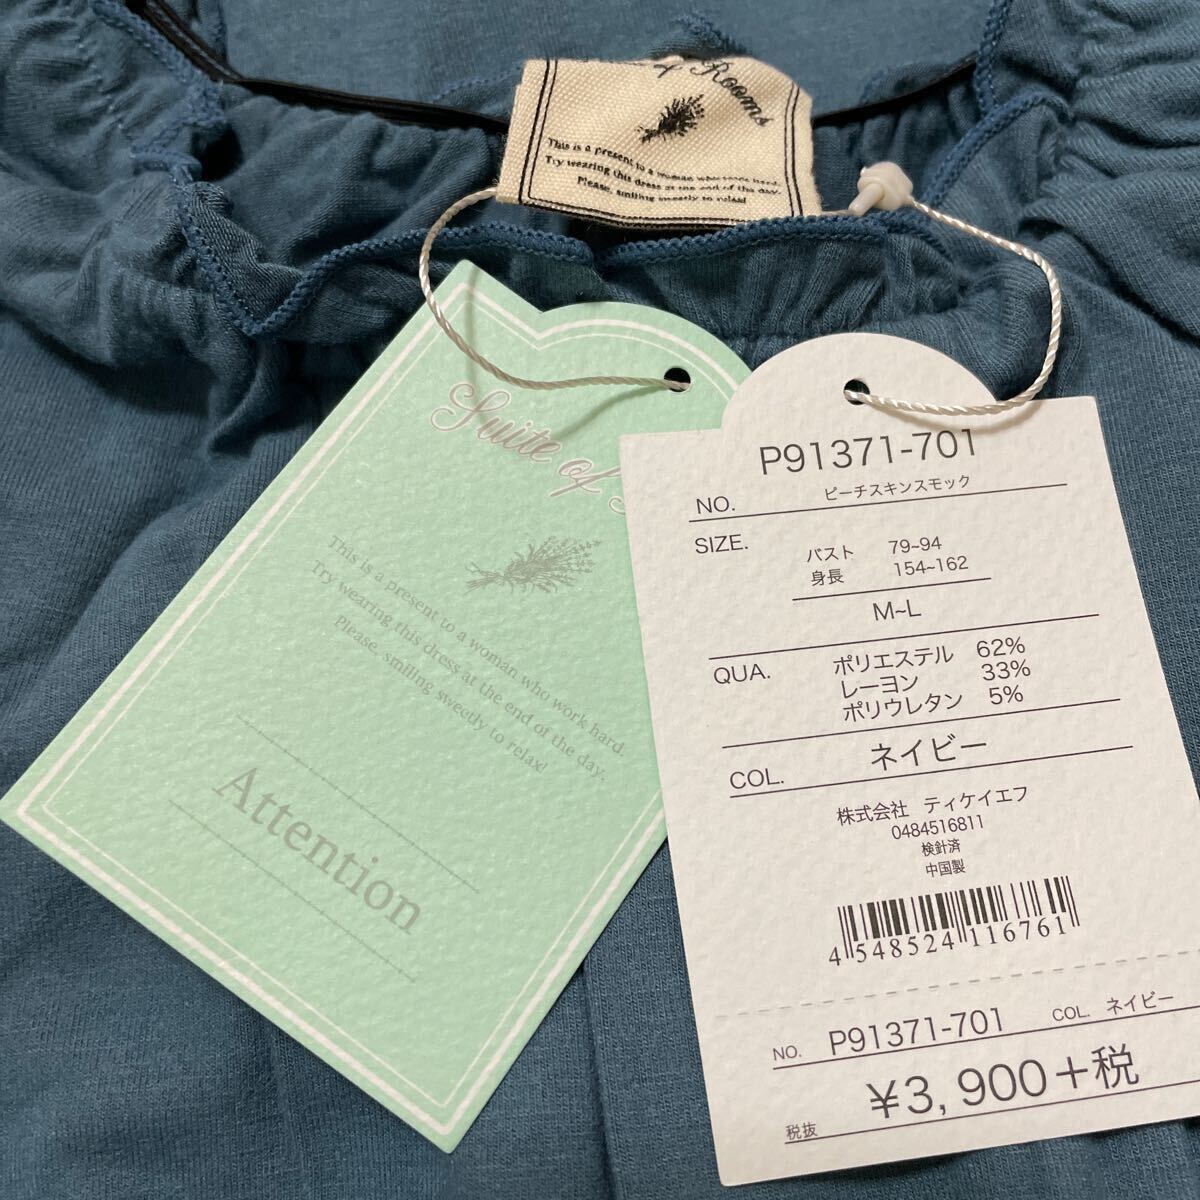 Rooms
This is a present to a woman who work hard.
Try wearing this dress at the end of the day.
Please, smiling sweetly to relax!
Suite of
This is a present to a woman who work hard.
Try wearing this dress at the end of the day.
Please, smiling swectly to relax!
Attention
P91371-701
NO. ピーチスキンスモック
SIZE. バスト 79~94
身長 154~162
M~L
QUA. ポリエステル 62%
レーヨン 33%
ポリウレタン 5%
COL. ネイビー
株式会社 ティケイエフ
0484516811
検針済
中国製
4 548524 116761
NO. P91371-701 COL. ネイビー
税抜 ¥3,900+税